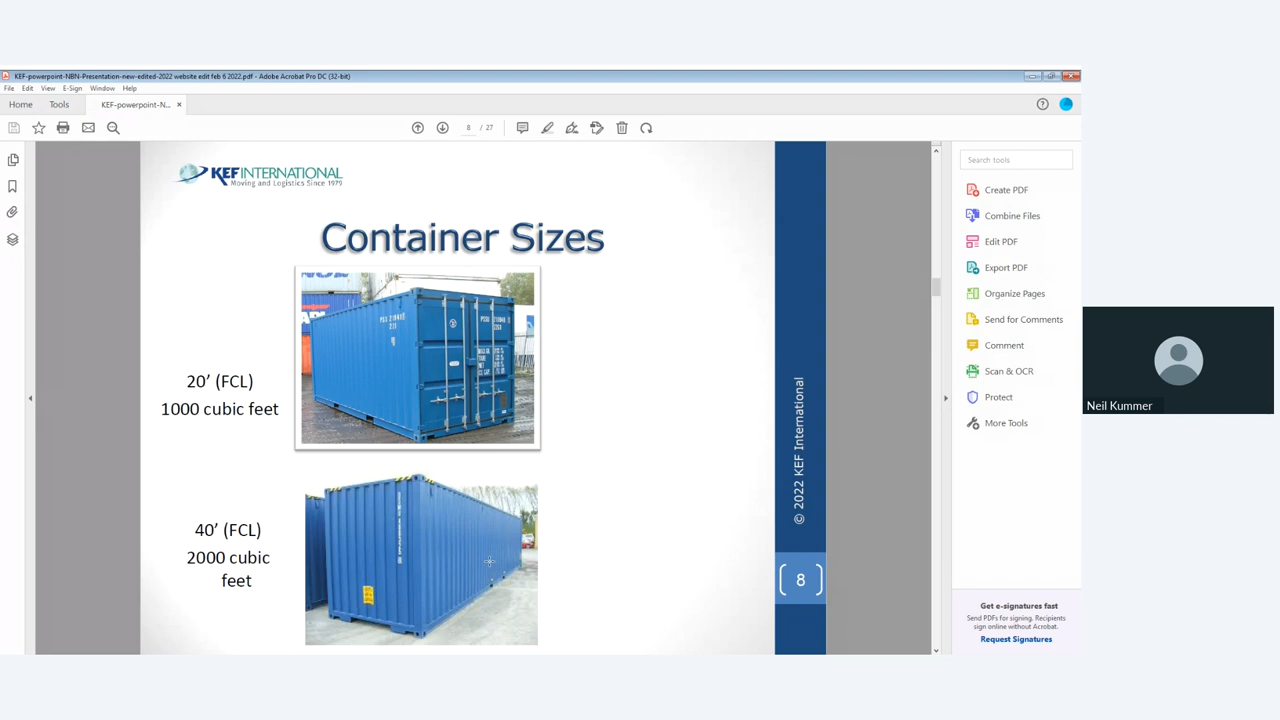 KEF-powerpoint-NBN-Presentation-new-edited-2022 website edit feb 6 2022.pdf - Adobe Acrobat Pro DC (32-bit)
File Edit View E-Sign Window Help
Home Tools KEF-powerpoint-N... ×
8 / 27
Search tools
Create PDF
Combine Files
Edit PDF
Export PDF
Organize Pages
Send for Comments
Comment
Scan & OCR
Protect
More Tools
Get e-signatures fast
Send PDFs for signing. Recipients
sign online without Acrobat.
Request Signatures
KEF INTERNATIONAL
Moving and Logistics Since 1979
Container Sizes
20’ (FCL)
1000 cubic feet
40’ (FCL)
2000 cubic
feet
© 2022 KEF International
8
Neil Kummer